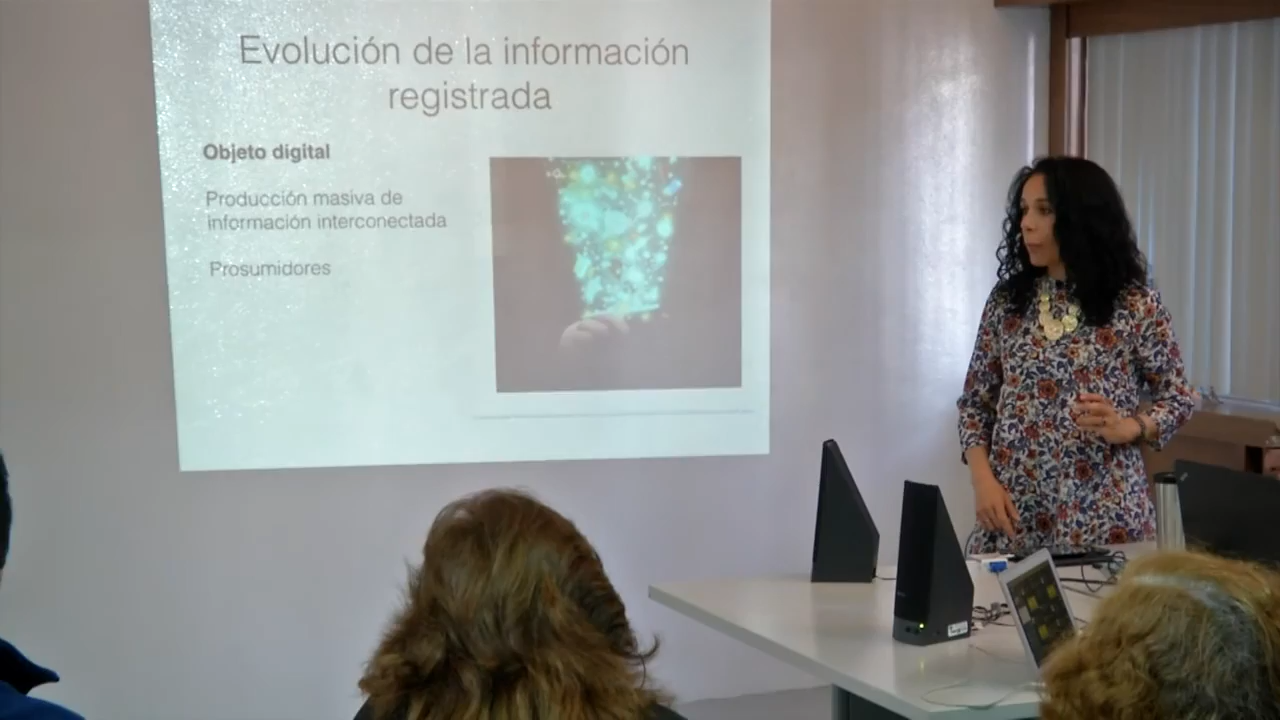 Evolución de la información
registrada
Objeto digital
Producción masiva de
información interconectada
Prosumidores